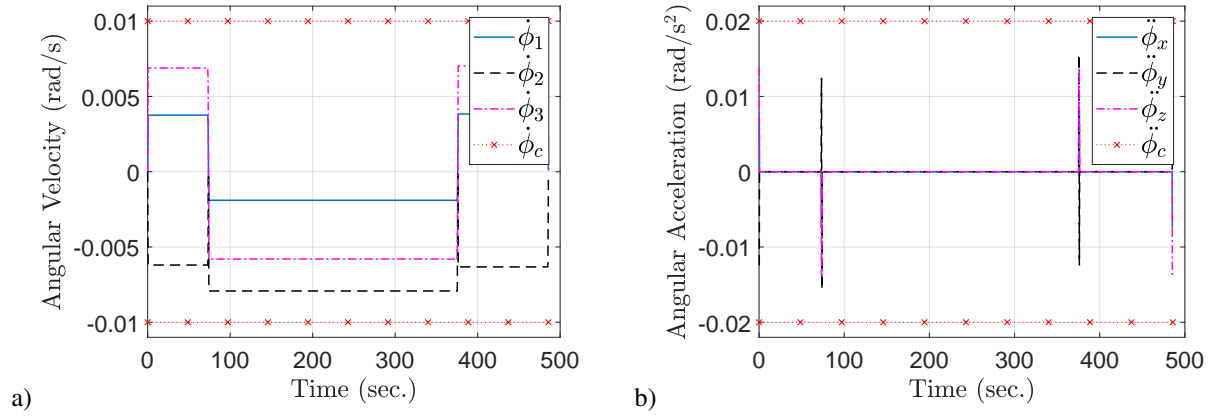 a)
Angular Velocity (rad/s)
0.01
0.005
0
-0.005
-0.01
0
100
200
300
400
500
Time (sec.)
ϕ̇₁
ϕ̇₂
ϕ̇₃
ϕ̇c
b)
Angular Acceleration (rad/s²)
0.02
0.01
0
-0.01
-0.02
0
100
200
300
400
500
Time (sec.)
ϕ̈ₓ
ϕ̈y
ϕ̈z
ϕ̈c